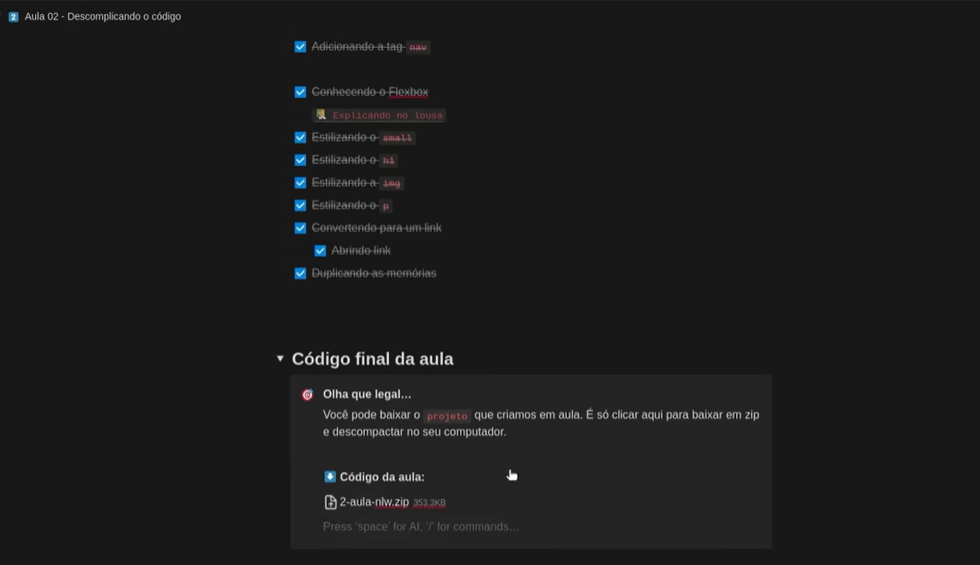 2 Aula 02 - Descomplicando o código
Adicionando a tag nav
Conhecendo o Flexbox
Explicando no lousa
Estilizando o small
Estilizando o h1
Estilizando a img
Estilizando o p
Convertendo para um link
Abrindo link
Duplicando as memórias
Código final da aula
Olha que legal...
Você pode baixar o projeto que criamos em aula. É só clicar aqui para baixar em zip
e descompactar no seu computador.
Código da aula:
2-aula-nlw.zip 353.3KB
Press 'space' for AI, '/' for commands...